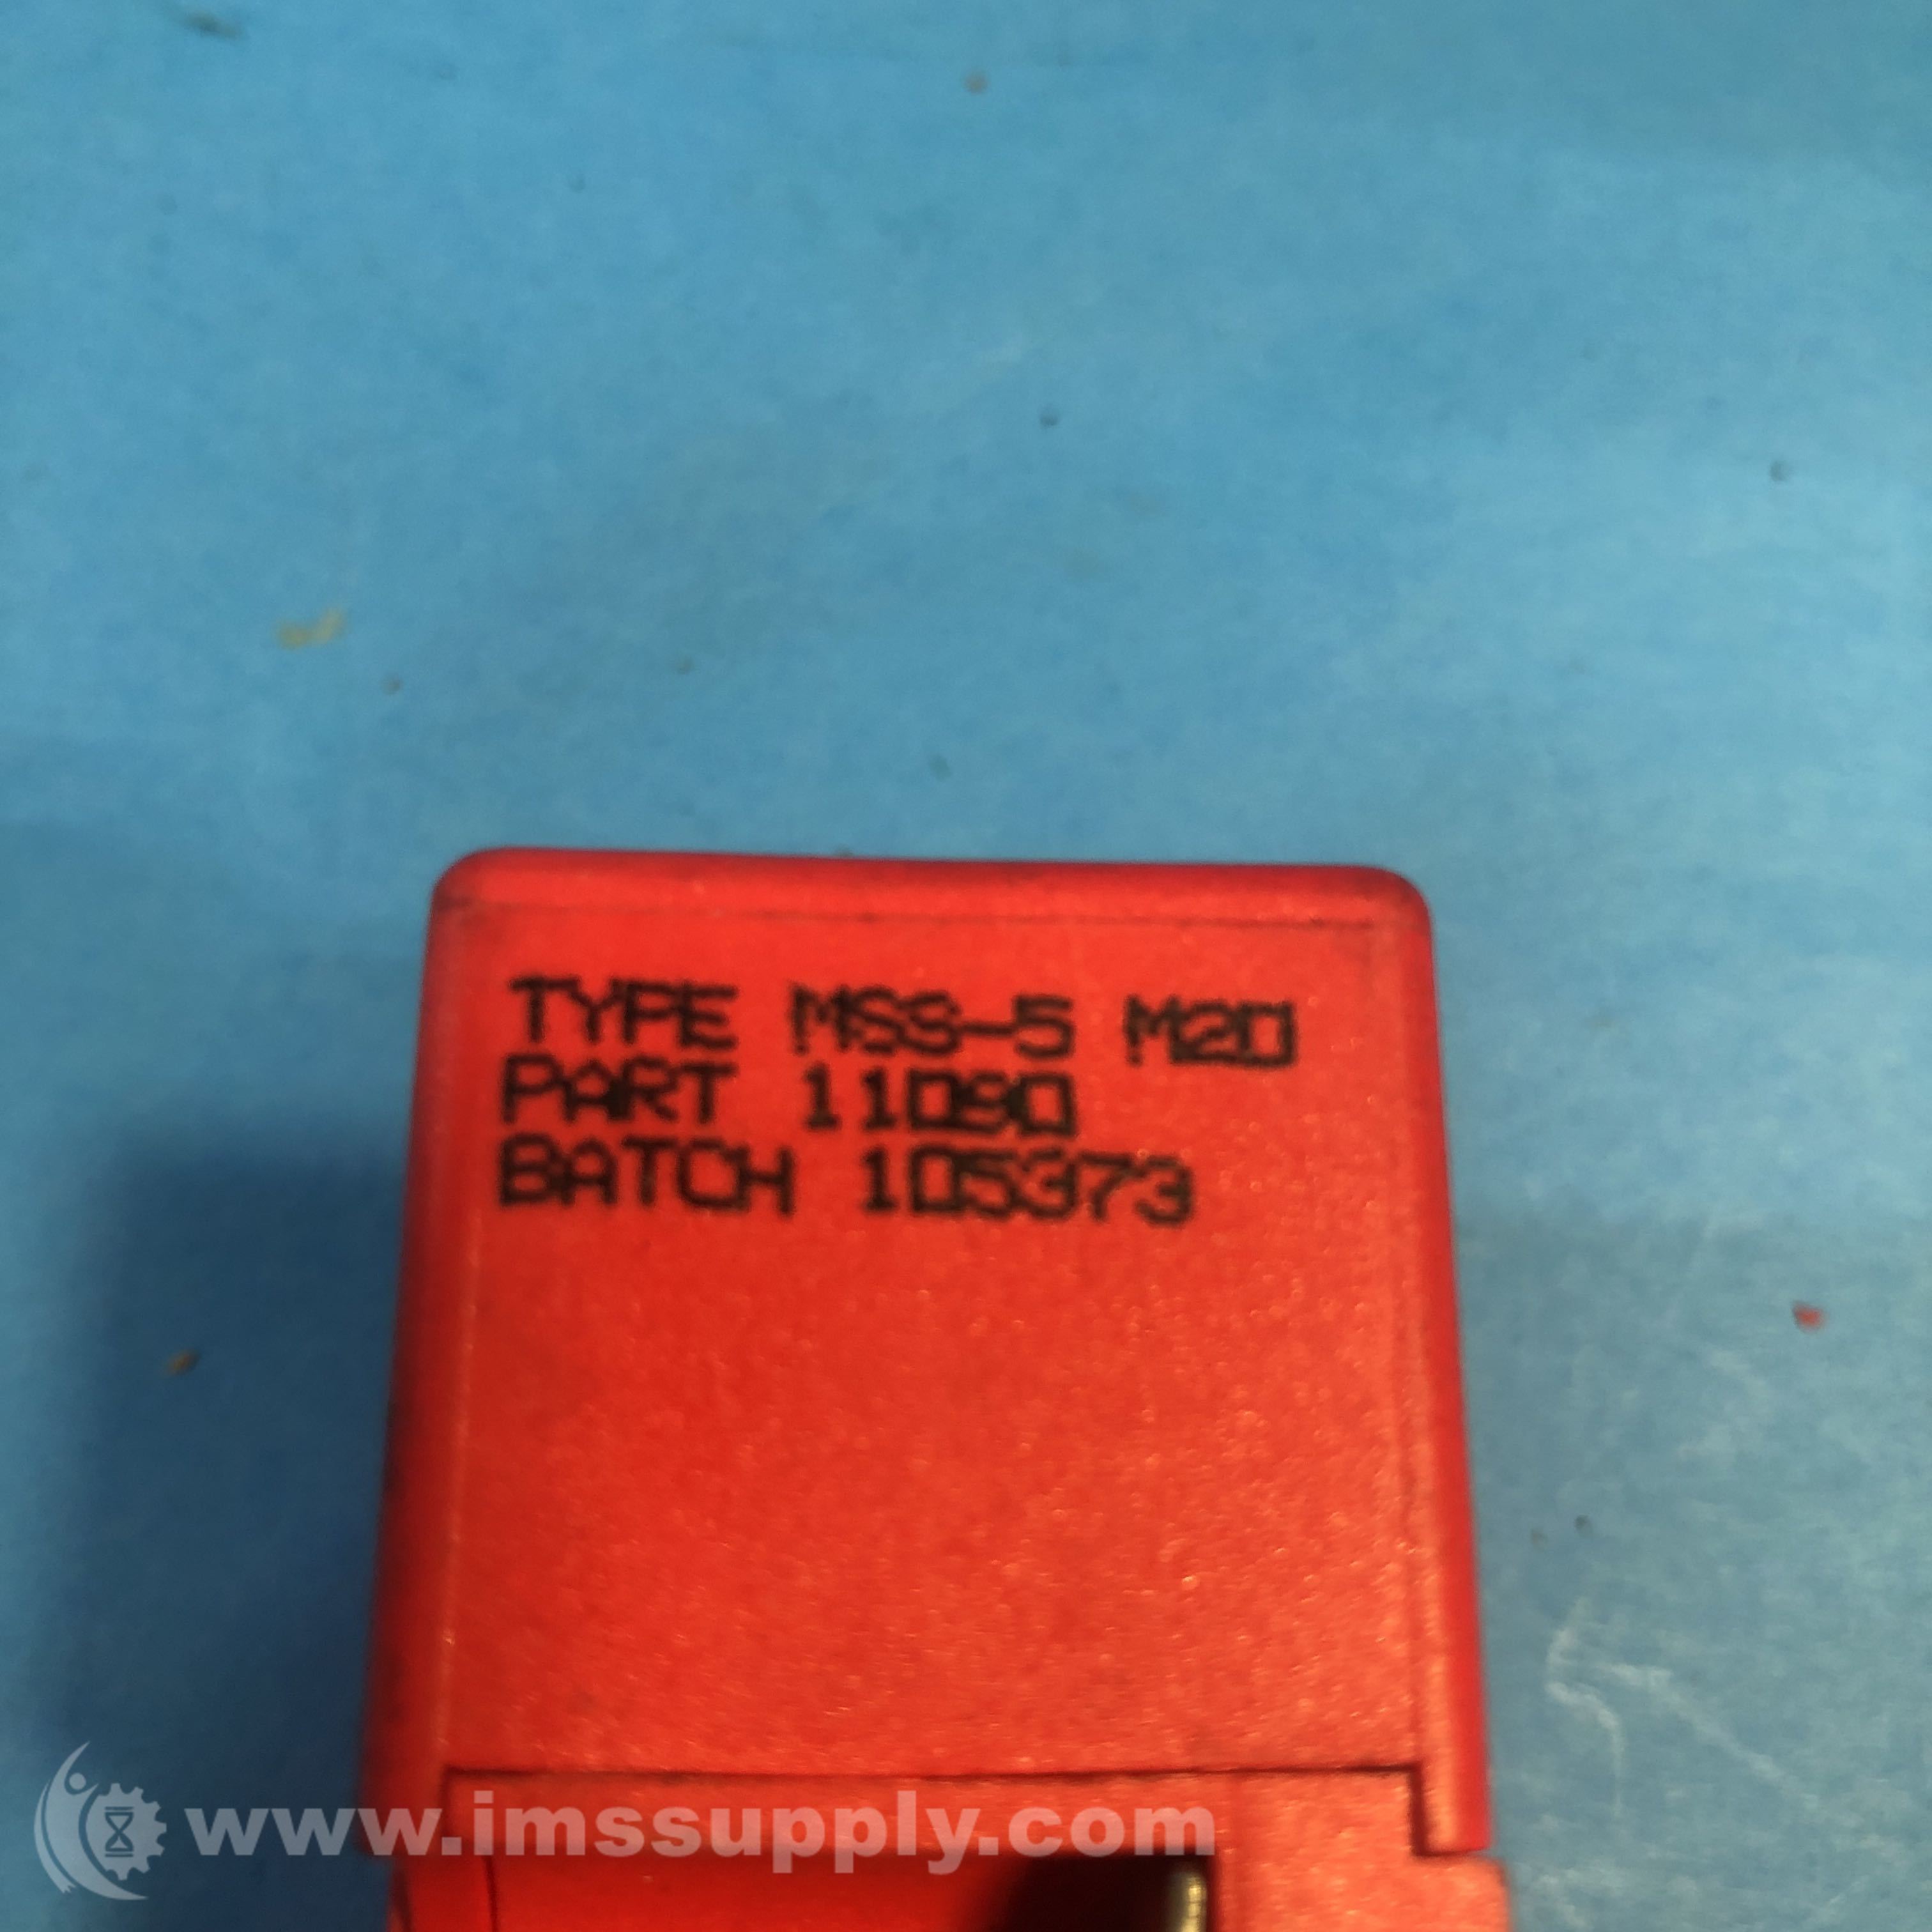 TYPE MSS-5 M20
PART 11090
BATCH 105373
www.imssupply.com